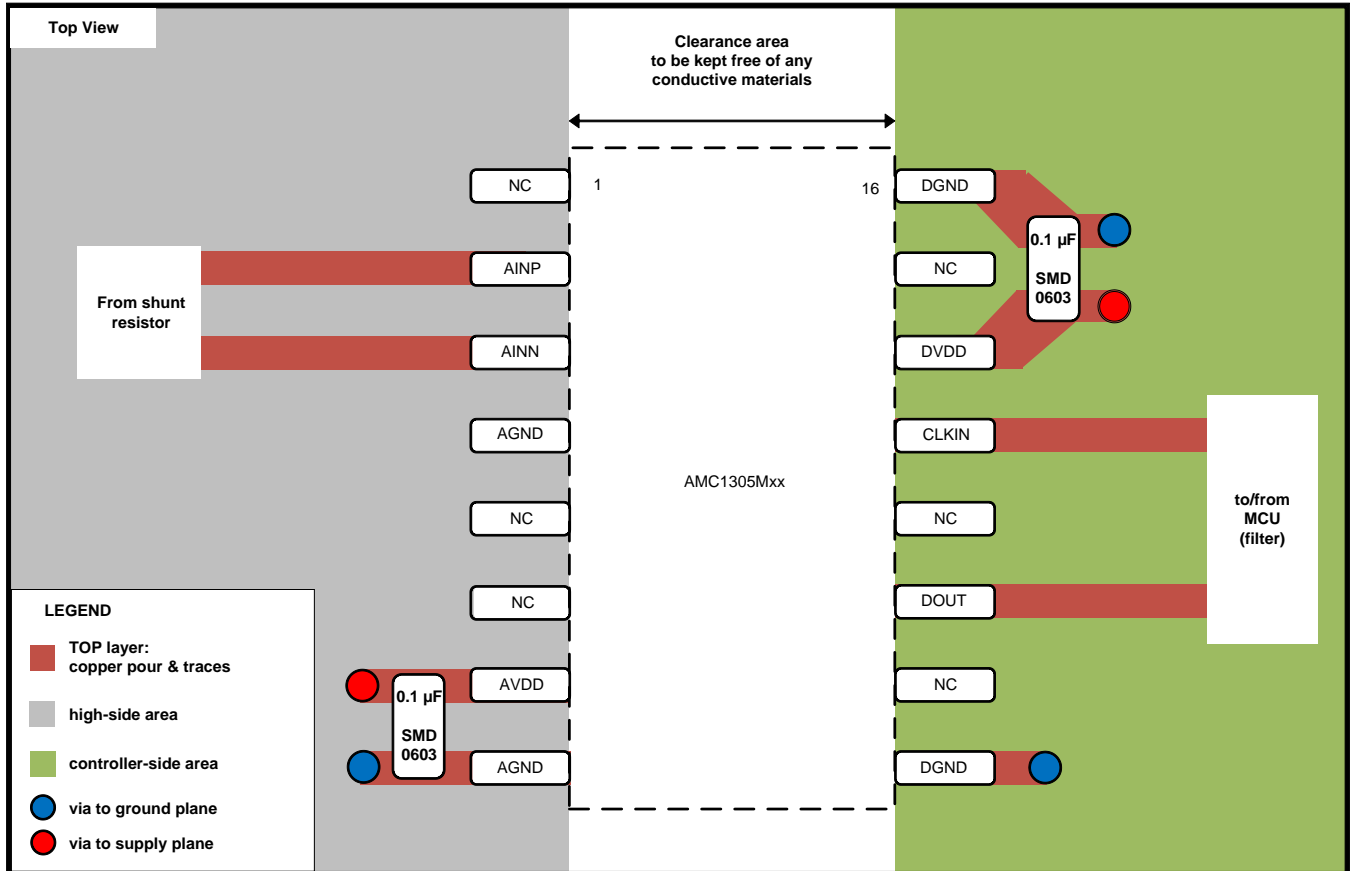 Top View
Clearance area
to be kept free of any
conductive materials
NC
1
16
DGND
AINP
NC
0.1 µF
SMD
0603
From shunt
resistor
AINN
DVDD
AGND
CLKIN
AMC1305Mxx
NC
NC
to/from
MCU
(filter)
NC
DOUT
AVDD
NC
0.1 µF
SMD
0603
AGND
DGND
LEGEND
TOP layer:
copper pour & traces
high-side area
controller-side area
via to ground plane
via to supply plane